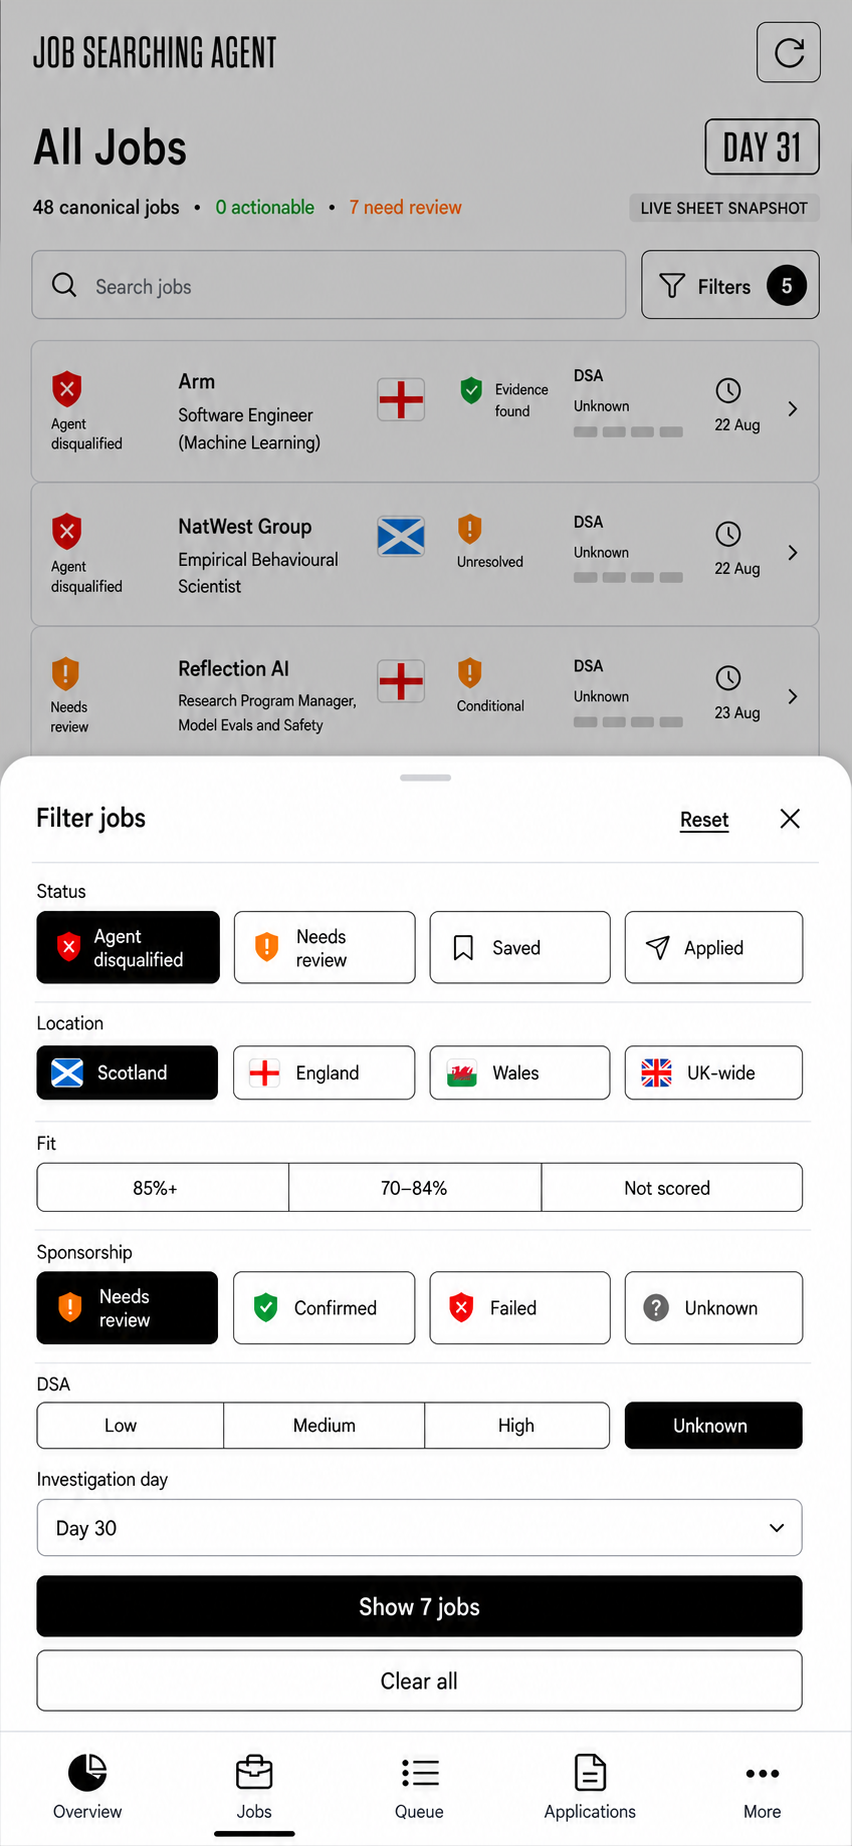 JOB SEARCHING AGENT
All Jobs
DAY 31
48 canonical jobs • 0 actionable • 7 need review
LIVE SHEET SNAPSHOT
Search jobs
Filters 5
Agent
disqualified
Arm
Software Engineer
(Machine Learning)
Evidence
found
DSA
Unknown
22 Aug
Agent
disqualified
NatWest Group
Empirical Behavioural
Scientist
Unresolved
DSA
Unknown
22 Aug
Needs
review
Reflection AI
Research Program Manager,
Model Evals and Safety
Conditional
DSA
Unknown
23 Aug
Filter jobs
Reset
Status
Agent
disqualified
Needs
review
Saved
Applied
Location
Scotland
England
Wales
UK-wide
Fit
85%+
70–84%
Not scored
Sponsorship
Needs
review
Confirmed
Failed
Unknown
DSA
Low
Medium
High
Unknown
Investigation day
Day 30
Show 7 jobs
Clear all
Overview
Jobs
Queue
Applications
More